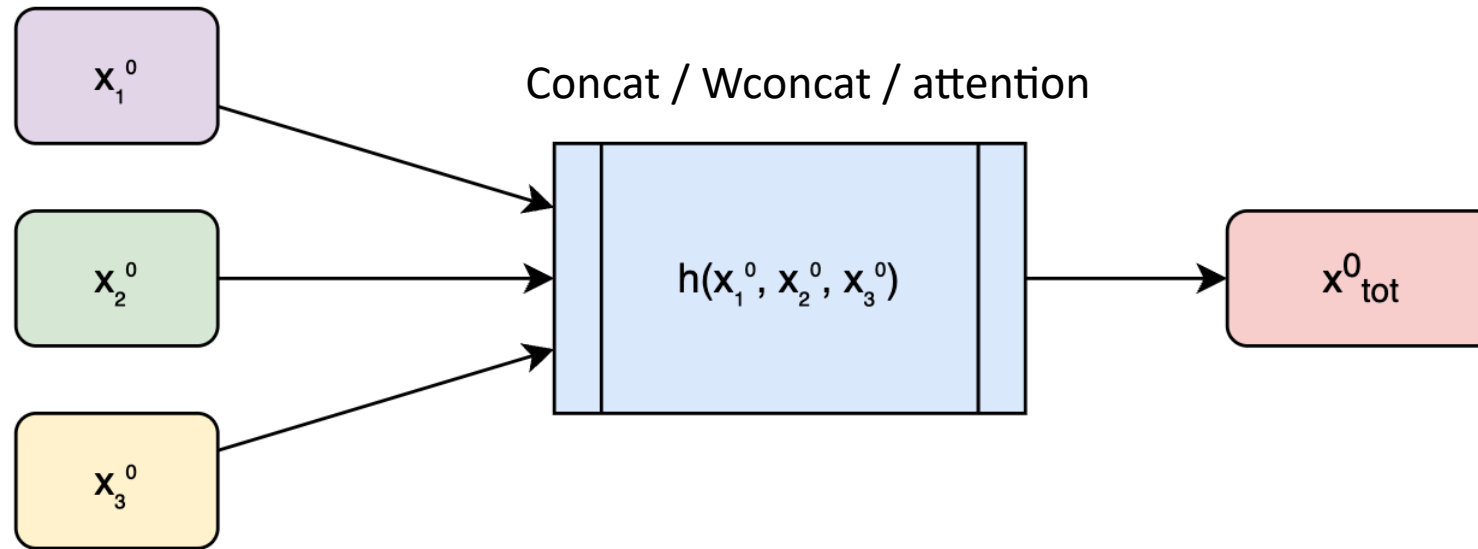 x₁⁰
Concat / Wconcat / attention
x₂⁰
h(x₁⁰, x₂⁰, x₃⁰)
x⁰tot
x₃⁰